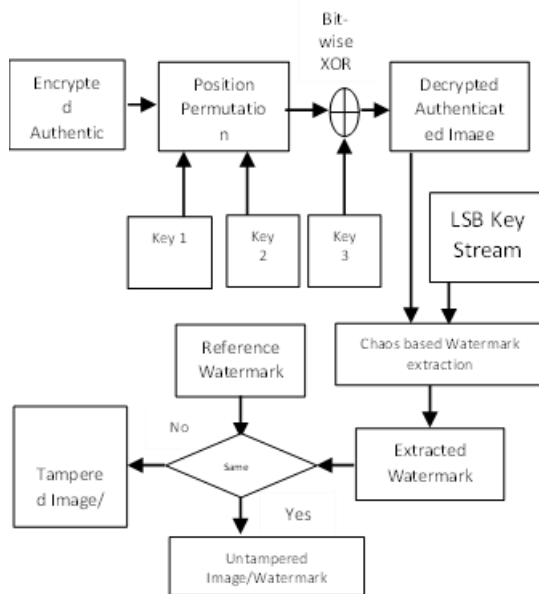 Bit-
wise
XOR
Encrypte
d
Authentic
Position
Permutatio
n
Decrypted
Authenticat
ed Image
Key 1
Key
2
Key
3
LSB Key
Stream
Chaos based Watermark
extraction
Reference
Watermark
No
Tampere
d Image/
Same
Extracted
Watermark
Yes
Untampered
Image/Watermark